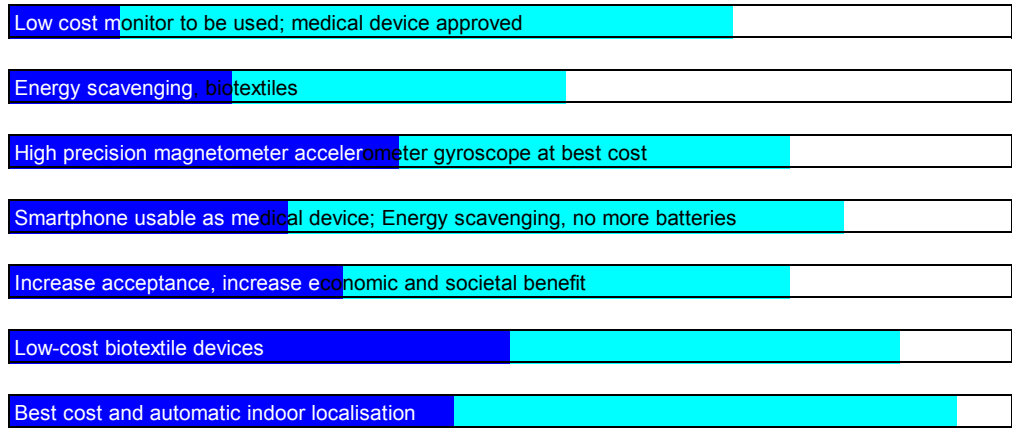 Low cost monitor to be used; medical device approved
Energy scavenging, biotextiles
High precision magnetometer accelerometer gyroscope at best cost
Smartphone usable as medical device; Energy scavenging, no more batteries
Increase acceptance, increase economic and societal benefit
Low-cost biotextile devices
Best cost and automatic indoor localisation